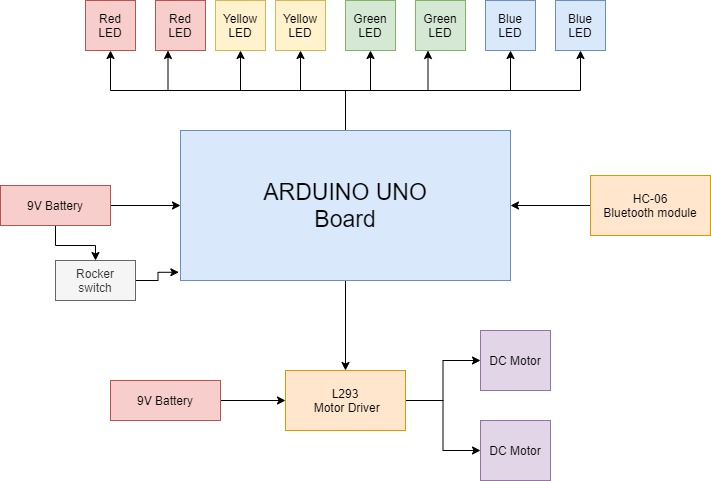 Red
LED
Red
LED
Yellow
LED
Yellow
LED
Green
LED
Green
LED
Blue
LED
Blue
LED
ARDUINO UNO
Board
9V Battery
HC-06
Bluetooth module
Rocker
switch
DC Motor
L293
Motor Driver
9V Battery
DC Motor